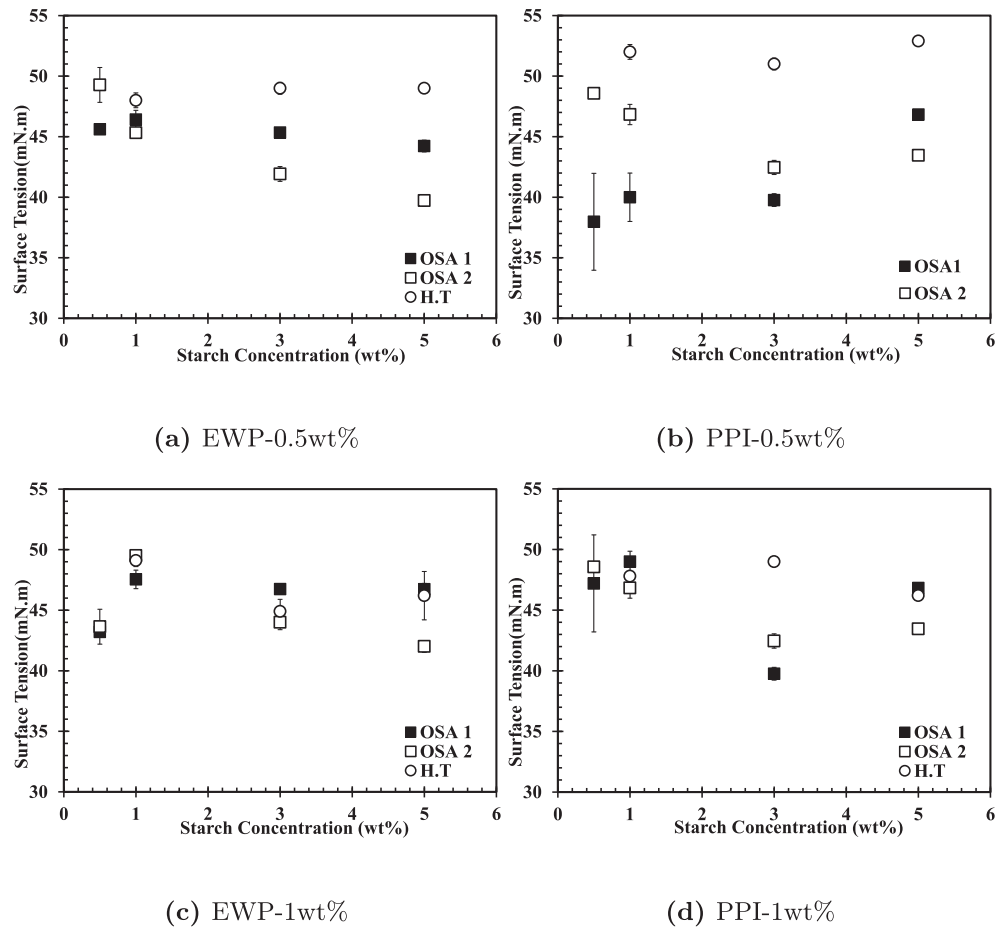 55
50
45
40
35
30
Surface Tension(mN.m)
OSA 1
OSA 2
H.T
0 1 2 3 4 5 6
Starch Concentration (wt%)
(a) EWP-0.5wt%
55
50
45
40
35
30
Surface Tension (mN.m)
OSA1
OSA 2
0 1 2 3 4 5 6
Starch Concentration (wt%)
(b) PPI-0.5wt%
55
50
45
40
35
30
Surface Tension(mN.m)
OSA 1
OSA 2
H.T
0 1 2 3 4 5 6
Starch Concentration (wt%)
(c) EWP-1wt%
55
50
45
40
35
30
Surface Tension(mN.m)
OSA 1
OSA 2
H.T
0 1 2 3 4 5 6
Starch Concentration (wt%)
(d) PPI-1wt%